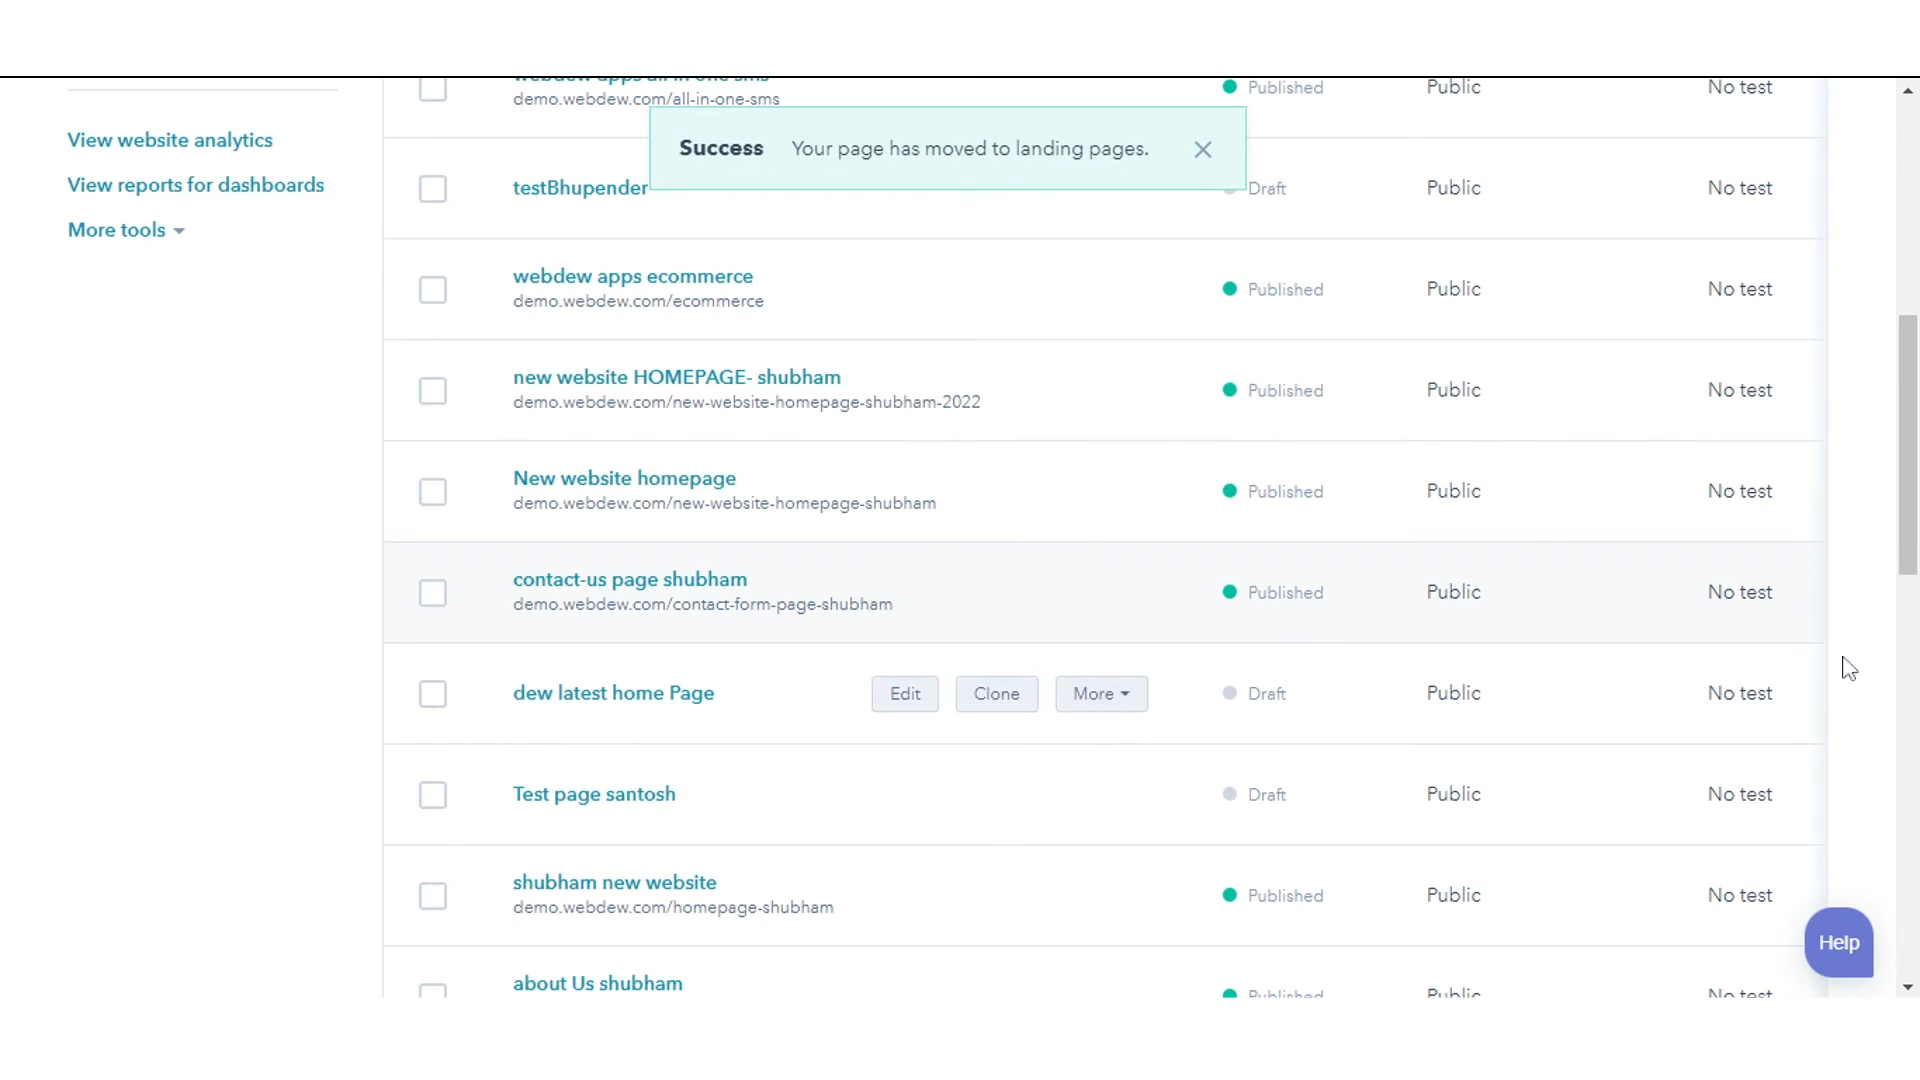 webdew apps all in one sms
demo.webdew.com/all-in-one-sms
Published
Public
No test
View website analytics
View reports for dashboards
More tools
Success Your page has moved to landing pages.
testBhupender
Draft
Public
No test
webdew apps ecommerce
demo.webdew.com/ecommerce
Published
Public
No test
new website HOMEPAGE- shubham
demo.webdew.com/new-website-homepage-shubham-2022
Published
Public
No test
New website homepage
demo.webdew.com/new-website-homepage-shubham
Published
Public
No test
contact-us page shubham
demo.webdew.com/contact-form-page-shubham
Published
Public
No test
dew latest home Page
Edit
Clone
More
Draft
Public
No test
Test page santosh
Draft
Public
No test
shubham new website
demo.webdew.com/homepage-shubham
Published
Public
No test
Help
about Us shubham
Published
Public
No test